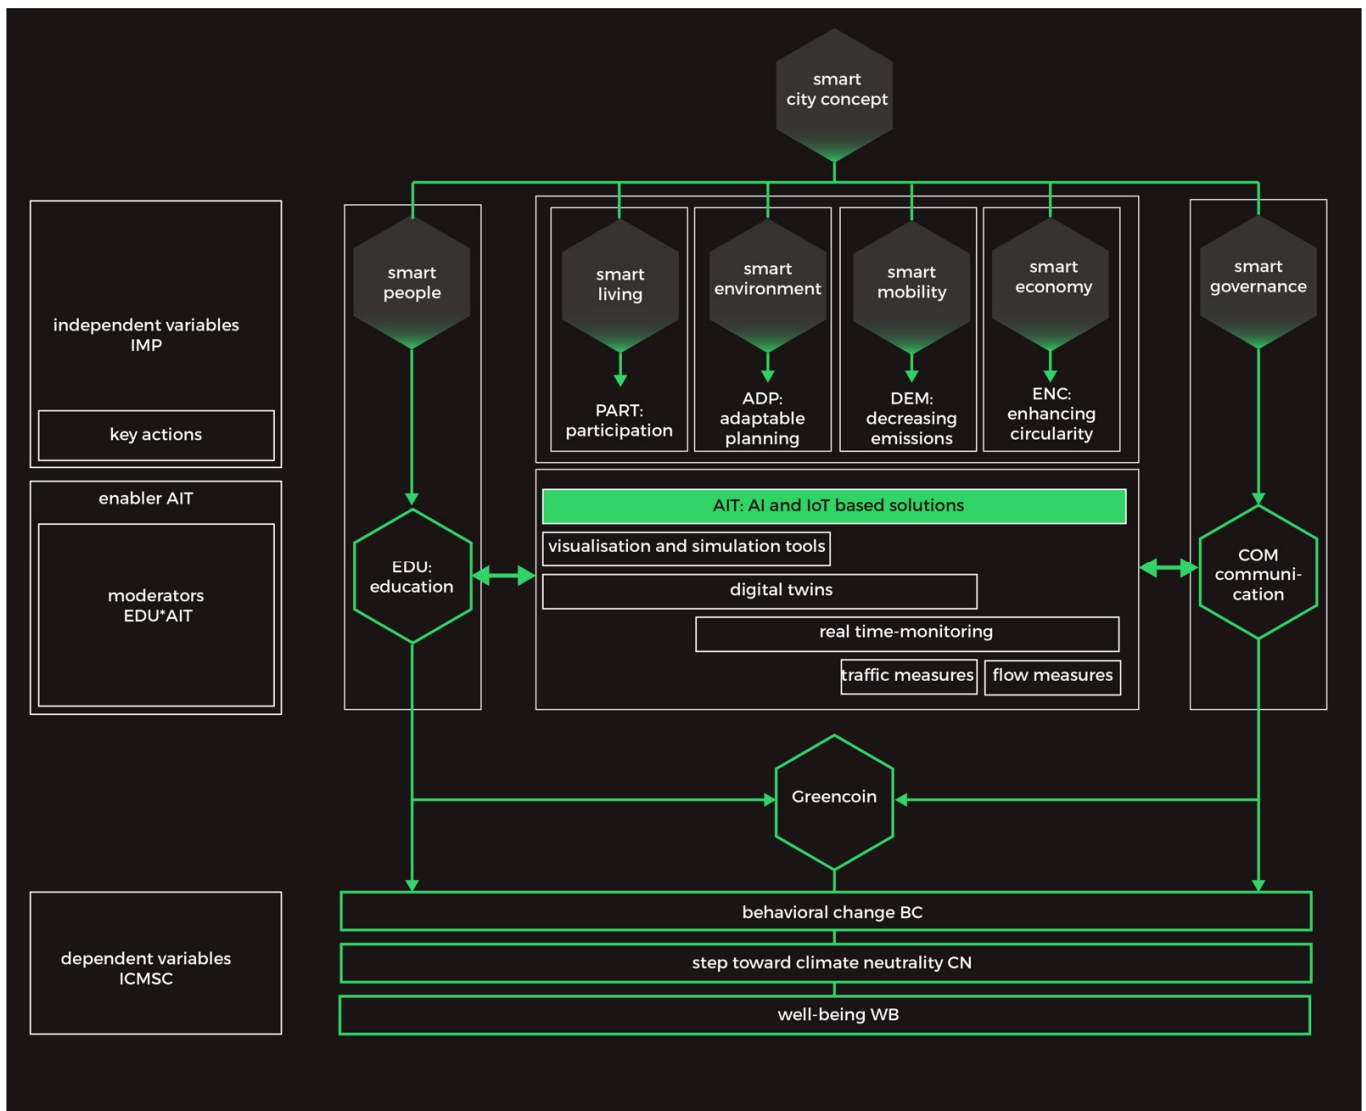 smart
city concept
independent variables
IMP
key actions
smart
people
smart
living
PART:
participation
smart
environment
ADP:
adaptable
planning
smart
mobility
DEM:
decreasing
emissions
smart
economy
ENC:
enhancing
circularity
smart
governance
enabler AIT
moderators
EDU*AIT
EDU:
education
AIT: AI and IoT based solutions
visualisation and simulation tools
digital twins
real time-monitoring
traffic measures
flow measures
COM
communi-
cation
Greencoin
dependent variables
ICMSC
behavioral change BC
step toward climate neutrality CN
well-being WB